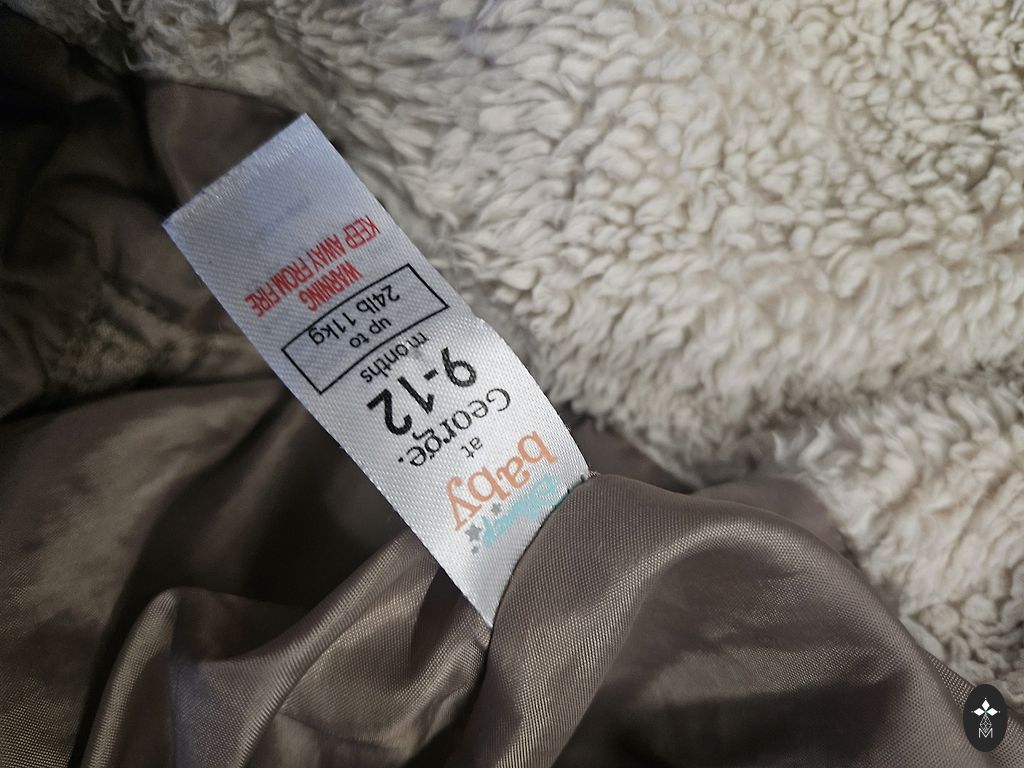 baby
at
George.
9-12
months
up to
24lb 11kg
WARNING
KEEP AWAY FROM FIRE
M